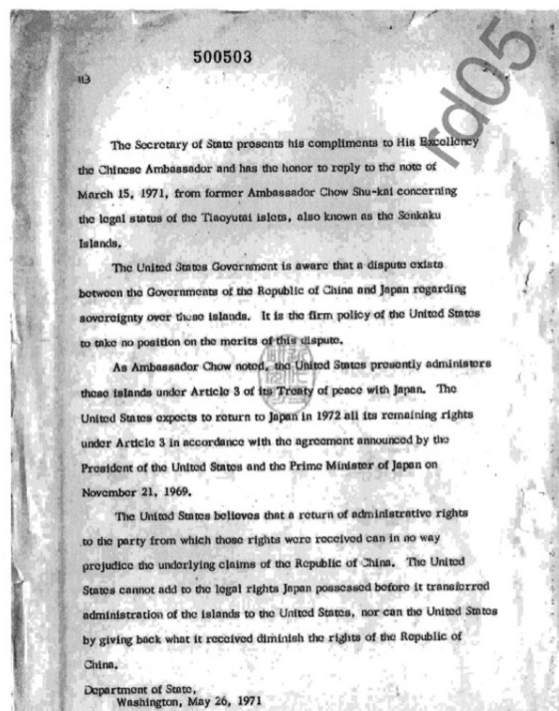 500503
113
rd05
The Secretary of State presents his compliments to His Excellency
the Chinese Ambassador and has the honor to reply to the note of
March 15, 1971, from former Ambassador Chow Shu-kai concerning
the legal status of the Tiaoyutai islets, also known as the Senkaku
Islands.
The United States Government is aware that a dispute exists
between the Governments of the Republic of China and Japan regarding
sovereignty over these islands. It is the firm policy of the United States
to take no position on the merits of this dispute.
As Ambassador Chow noted, the United States presently administers
these islands under Article 3 of its Treaty of peace with Japan. The
United States expects to return to Japan in 1972 all its remaining rights
under Article 3 in accordance with the agreement announced by the
President of the United States and the Prime Minister of Japan on
November 21, 1969.
The United States believes that a return of administrative rights
to the party from which those rights were received can in no way
prejudice the underlying claims of the Republic of China. The United
States cannot add to the legal rights Japan possessed before it transferred
administration of the islands to the United States, nor can the United States
by giving back what it received diminish the rights of the Republic of
China.
Department of State,
Washington, May 26, 1971